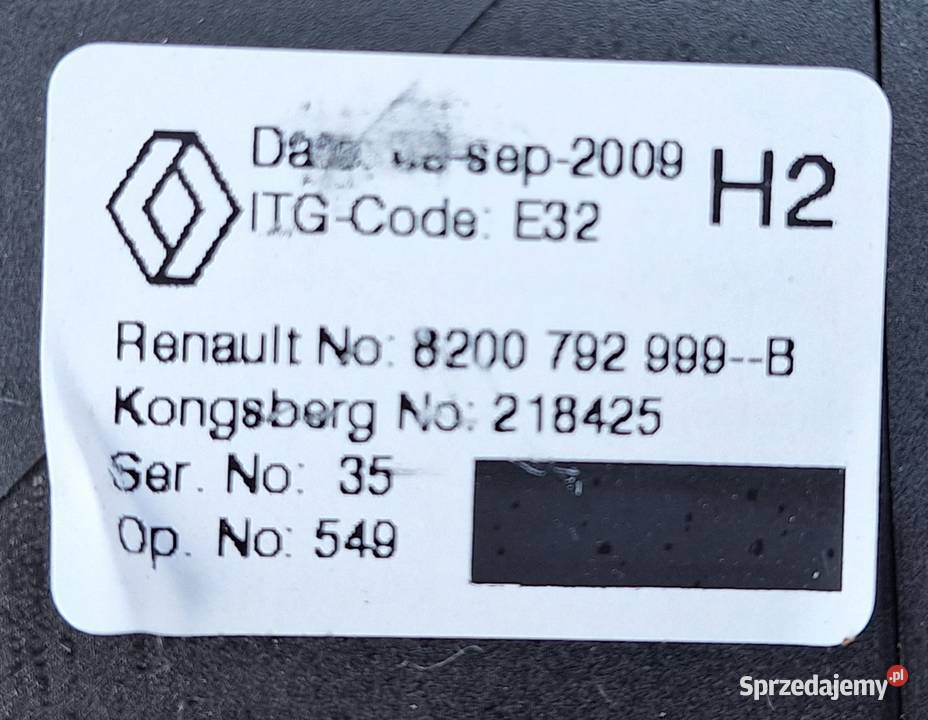 -sep-2009
H2
ITG-Code: E32
Renault No: 8200 792 999--B
Kongsberg No: 218425
Ser. No: 35
Op. No: 549
Sprzedajemy.pl